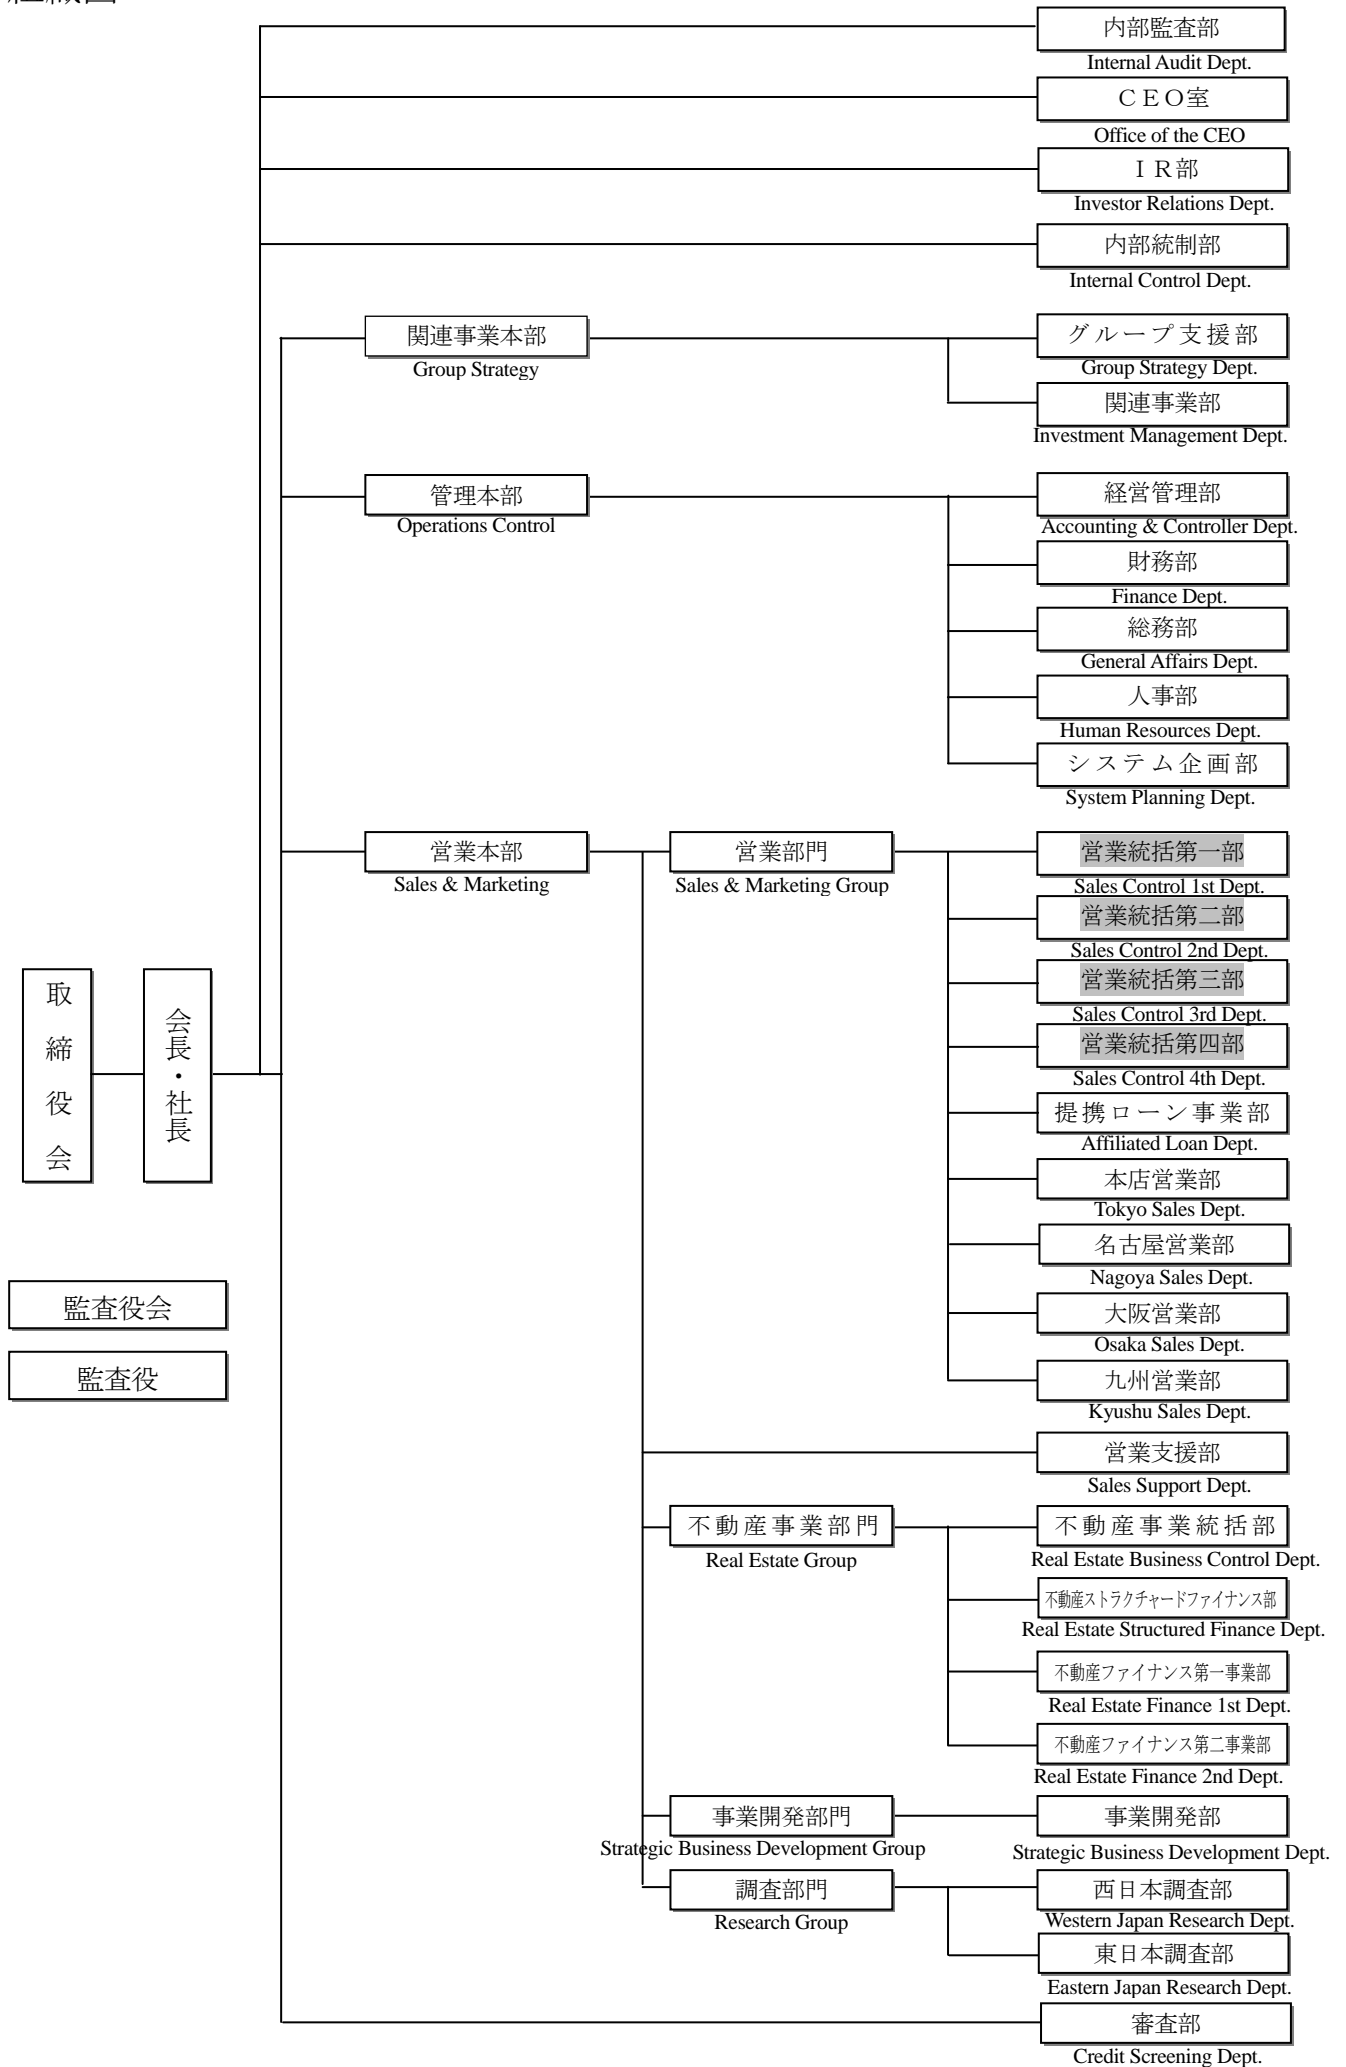 内部監査部
Internal Audit Dept.
ＣＥＯ室
Office of the CEO
ＩＲ部
Investor Relations Dept.
内部統制部
Internal Control Dept.
関連事業本部
Group Strategy
グループ支援部
Group Strategy Dept.
関連事業部
Investment Management Dept.
管理本部
Operations Control
経営管理部
Accounting & Controller Dept.
財務部
Finance Dept.
総務部
General Affairs Dept.
人事部
Human Resources Dept.
システム企画部
System Planning Dept.
営業本部
Sales & Marketing
営業部門
Sales & Marketing Group
営業統括第一部
Sales Control 1st Dept.
営業統括第二部
Sales Control 2nd Dept.
営業統括第三部
Sales Control 3rd Dept.
営業統括第四部
Sales Control 4th Dept.
提携ローン事業部
Affiliated Loan Dept.
本店営業部
Tokyo Sales Dept.
名古屋営業部
Nagoya Sales Dept.
大阪営業部
Osaka Sales Dept.
九州営業部
Kyushu Sales Dept.
取締役会
会長・社長
監査役会
監査役
営業支援部
Sales Support Dept.
不動産事業部門
Real Estate Group
不動産事業統括部
Real Estate Business Control Dept.
不動産ストラクチャードファイナンス部
Real Estate Structured Finance Dept.
不動産ファイナンス第一事業部
Real Estate Finance 1st Dept.
不動産ファイナンス第二事業部
Real Estate Finance 2nd Dept.
事業開発部門
Strategic Business Development Group
事業開発部
Strategic Business Development Dept.
調査部門
Research Group
西日本調査部
Western Japan Research Dept.
東日本調査部
Eastern Japan Research Dept.
審査部
Credit Screening Dept.